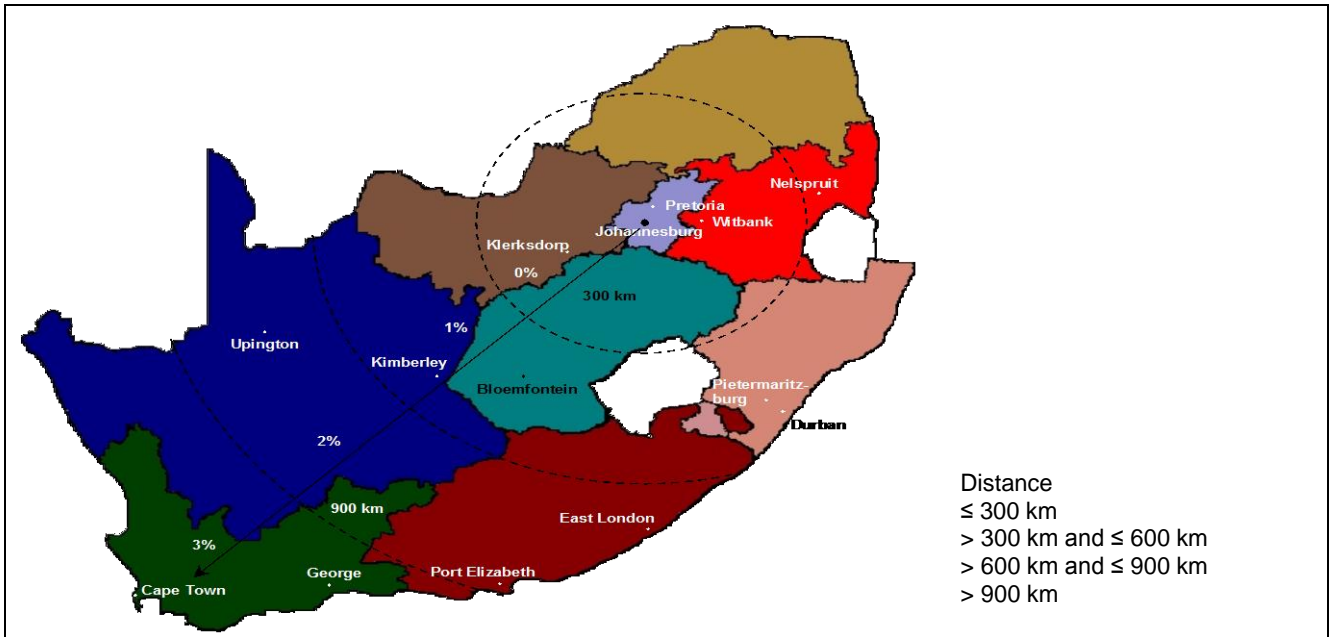 Nelspruit
Pretoria
Witbank
Johannesburg
Klerksdorp
0%
300 km
1%
Upington
Kimberley
Bloemfontein
Pietermaritz-
burg
Durban
2%
900 km
East London
3%
George
Port Elizabeth
Cape Town
Distance
≤ 300 km
> 300 km and ≤ 600 km
> 600 km and ≤ 900 km
> 900 km